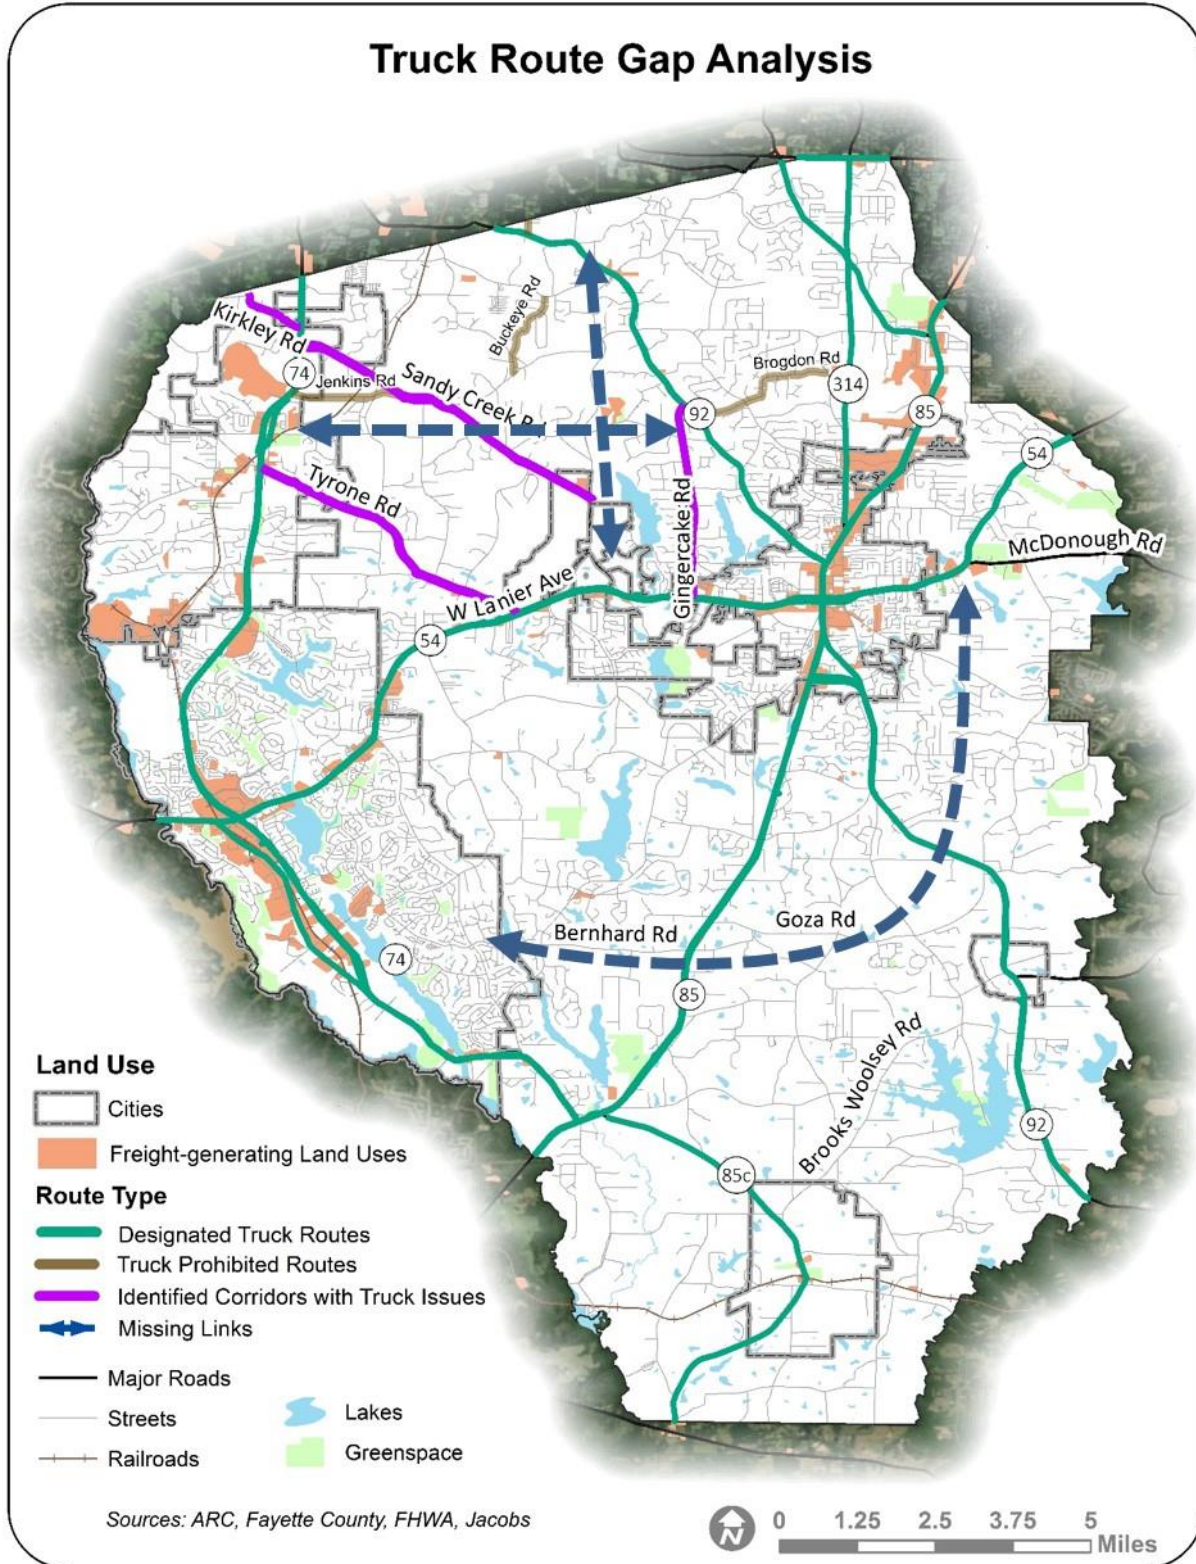 Truck Route Gap Analysis
Kirkley Rd
Buckeye Rd
74
Jenkins Rd
Sandy Creek Rd
Brogdon Rd
314
92
85
54
Tyrone Rd
Gingercake Rd
McDonough Rd
W Lanier Ave
54
Bernhard Rd
Goza Rd
74
85
Brooks Woolsey Rd
92
85c
Land Use
Cities
Freight-generating Land Uses
Route Type
Designated Truck Routes
Truck Prohibited Routes
Identified Corridors with Truck Issues
Missing Links
Major Roads
Streets
Railroads
Lakes
Greenspace
Sources: ARC, Fayette County, FHWA, Jacobs
N
0 1.25 2.5 3.75 5
Miles